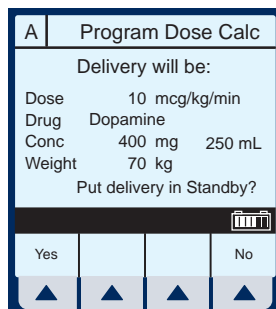 A Program Dose Calc
Delivery will be:
Dose 10 mcg/kg/min
Drug Dopamine
Conc 400 mg 250 mL
Weight 70 kg
Put delivery in Standby?
Yes No